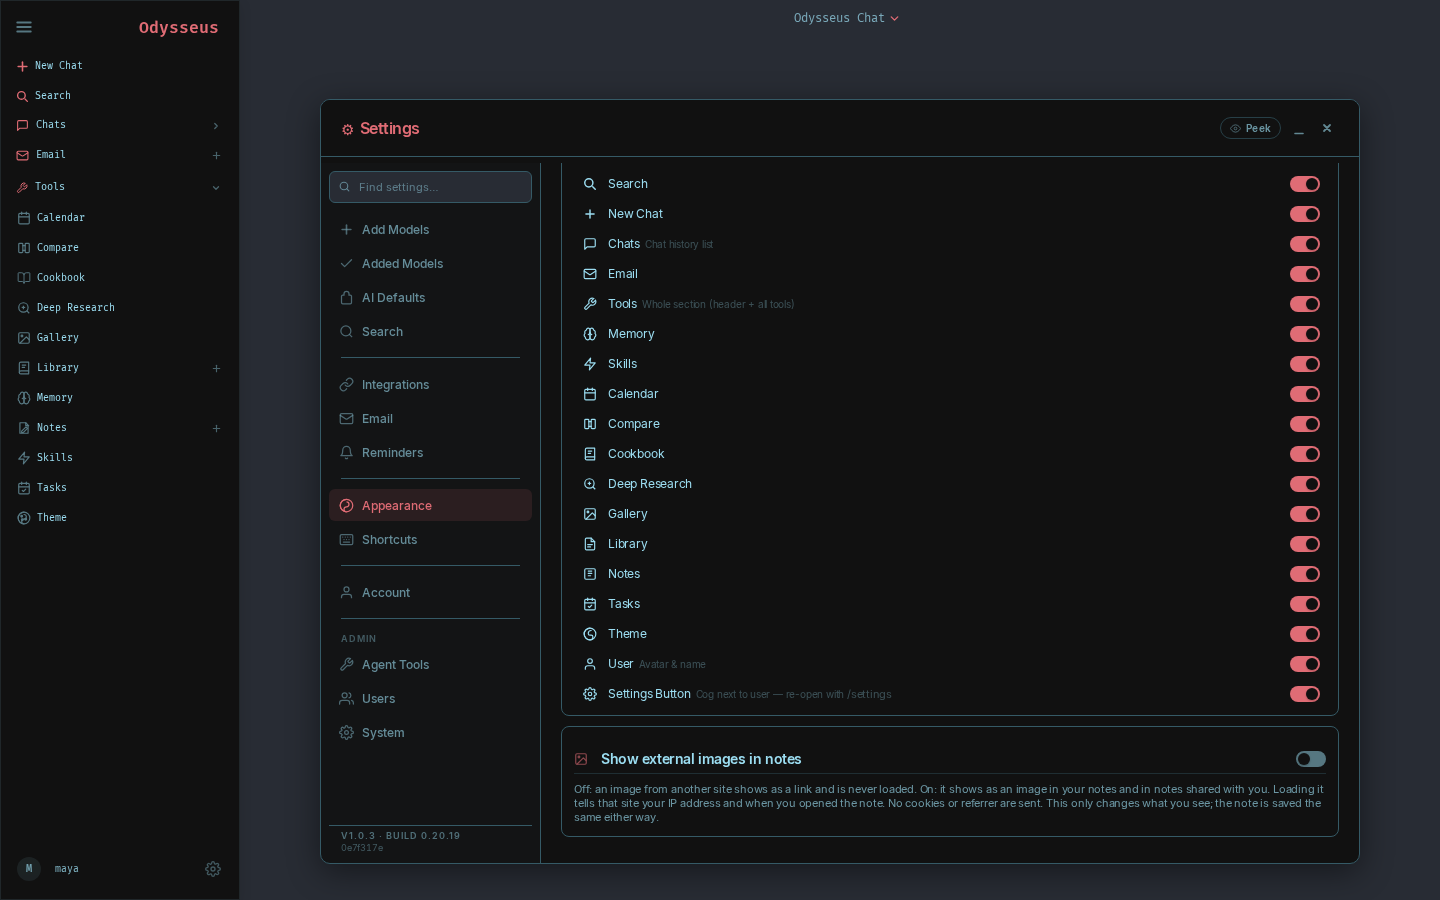 Odysseus
New Chat
Search
Chats
Email
Tools
Calendar
Compare
Cookbook
Deep Research
Gallery
Library
Memory
Notes
Skills
Tasks
Theme
M
maya
Odysseus Chat
Settings
Peek
Find settings...
Add Models
Added Models
AI Defaults
Search
Integrations
Email
Reminders
Appearance
Shortcuts
Account
ADMIN
Agent Tools
Users
System
V1.0.3 · BUILD 0.20.19
0e7f317e
Search
New Chat
Chats Chat history list
Email
Tools Whole section (header + all tools)
Memory
Skills
Calendar
Compare
Cookbook
Deep Research
Gallery
Library
Notes
Tasks
Theme
User Avatar & name
Settings Button Cog next to user — re-open with /settings
Show external images in notes
Off: an image from another site shows as a link and is never loaded. On: it shows as an image in your notes and in notes shared with you. Loading it
tells that site your IP address and when you opened the note. No cookies or referrer are sent. This only changes what you see; the note is saved the
same either way.